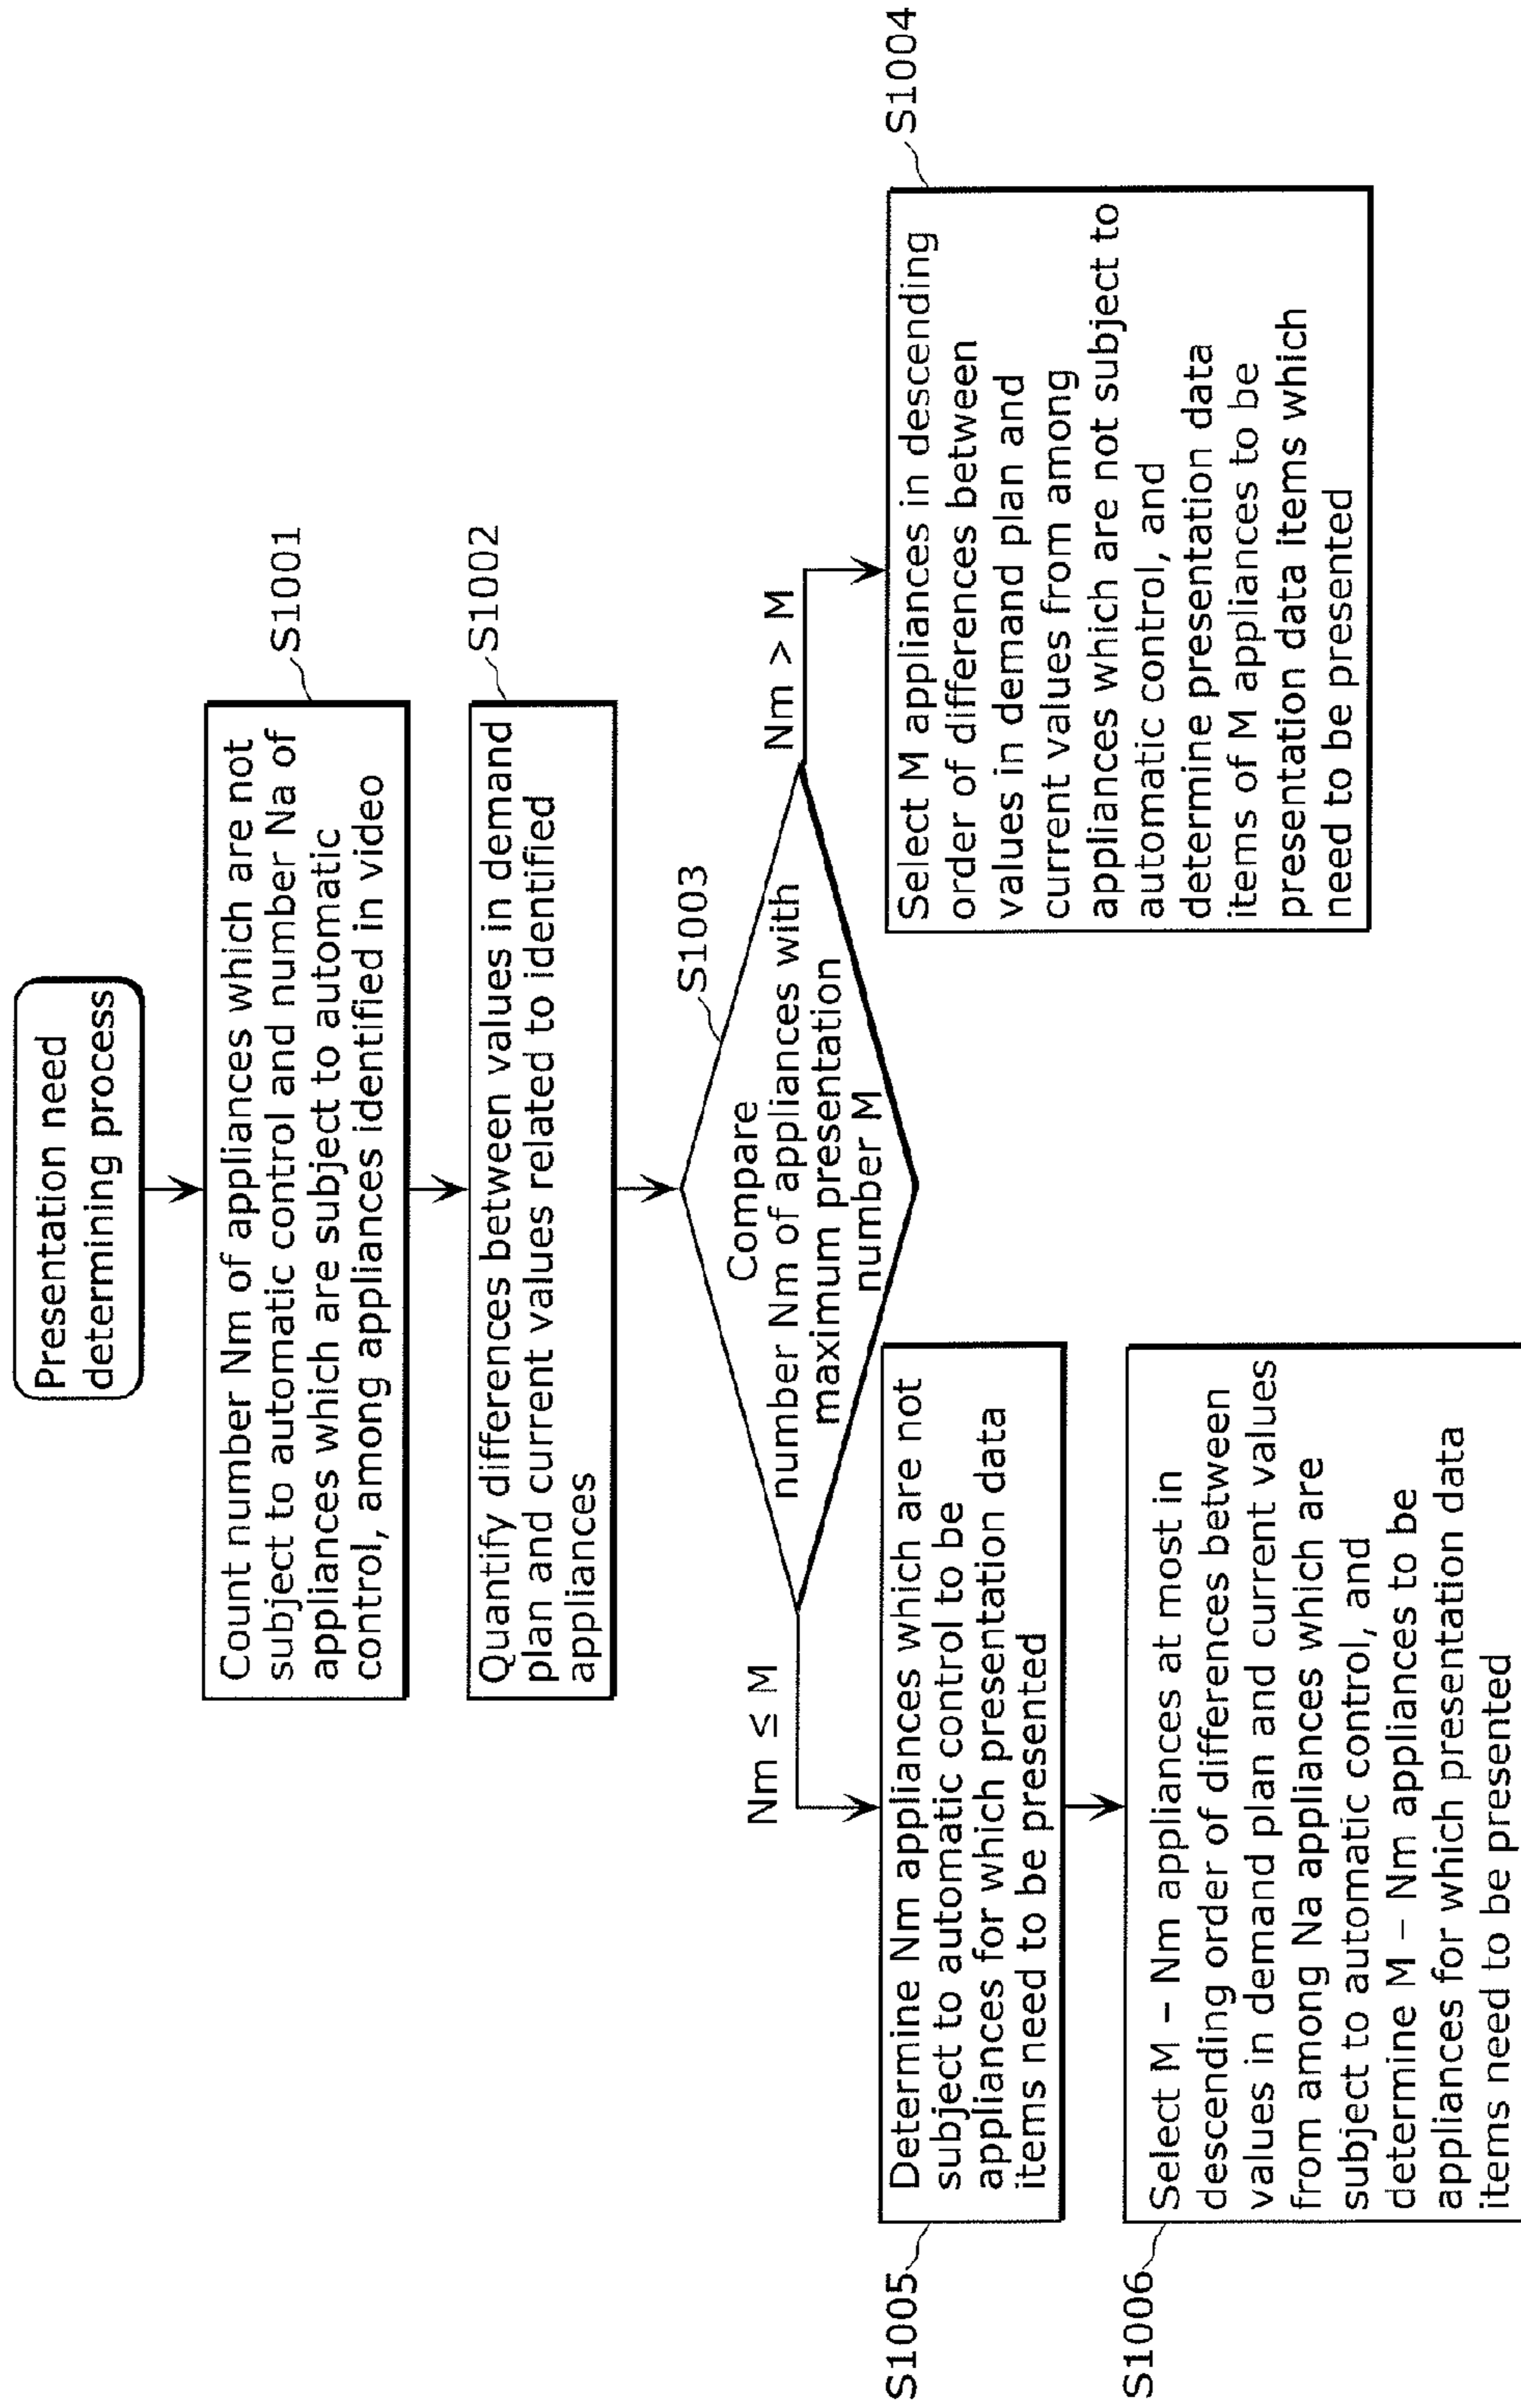 Presentation need
determining process
S1001
Count number Nm of appliances which are not
subject to automatic control and number Na of
appliances which are subject to automatic
control, among appliances identified in video
S1002
Quantify differences between values in demand
plan and current values related to identified
appliances
S1003
Compare
number Nm of appliances with
maximum presentation
number M
Nm ≤ M
Nm > M
S1004
Select M appliances in descending
order of differences between
values in demand plan and
current values from among
appliances which are not subject to
automatic control, and
determine presentation data
items of M appliances to be
presentation data items which
need to be presented
S1005
Determine Nm appliances which are not
subject to automatic control to be
appliances for which presentation data
items need to be presented
S1006
Select M – Nm appliances at most in
descending order of differences between
values in demand plan and current values
from among Na appliances which are
subject to automatic control, and
determine M – Nm appliances to be
appliances for which presentation data
items need to be presented